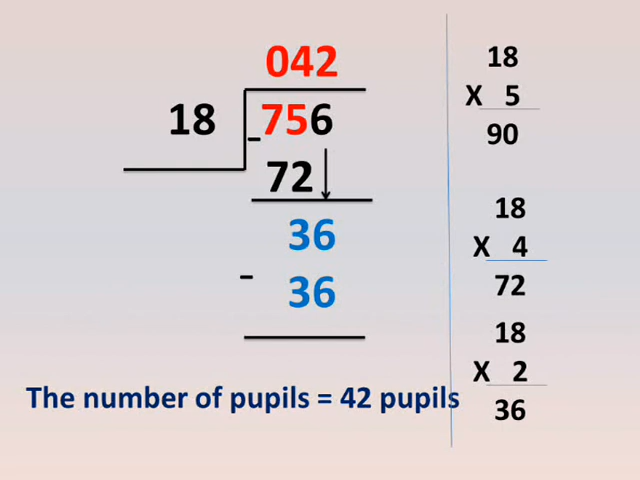 042
18 756
- 72
36
- 36
The number of pupils = 42 pupils
18
X 5
90
18
X 4
72
18
X 2
36